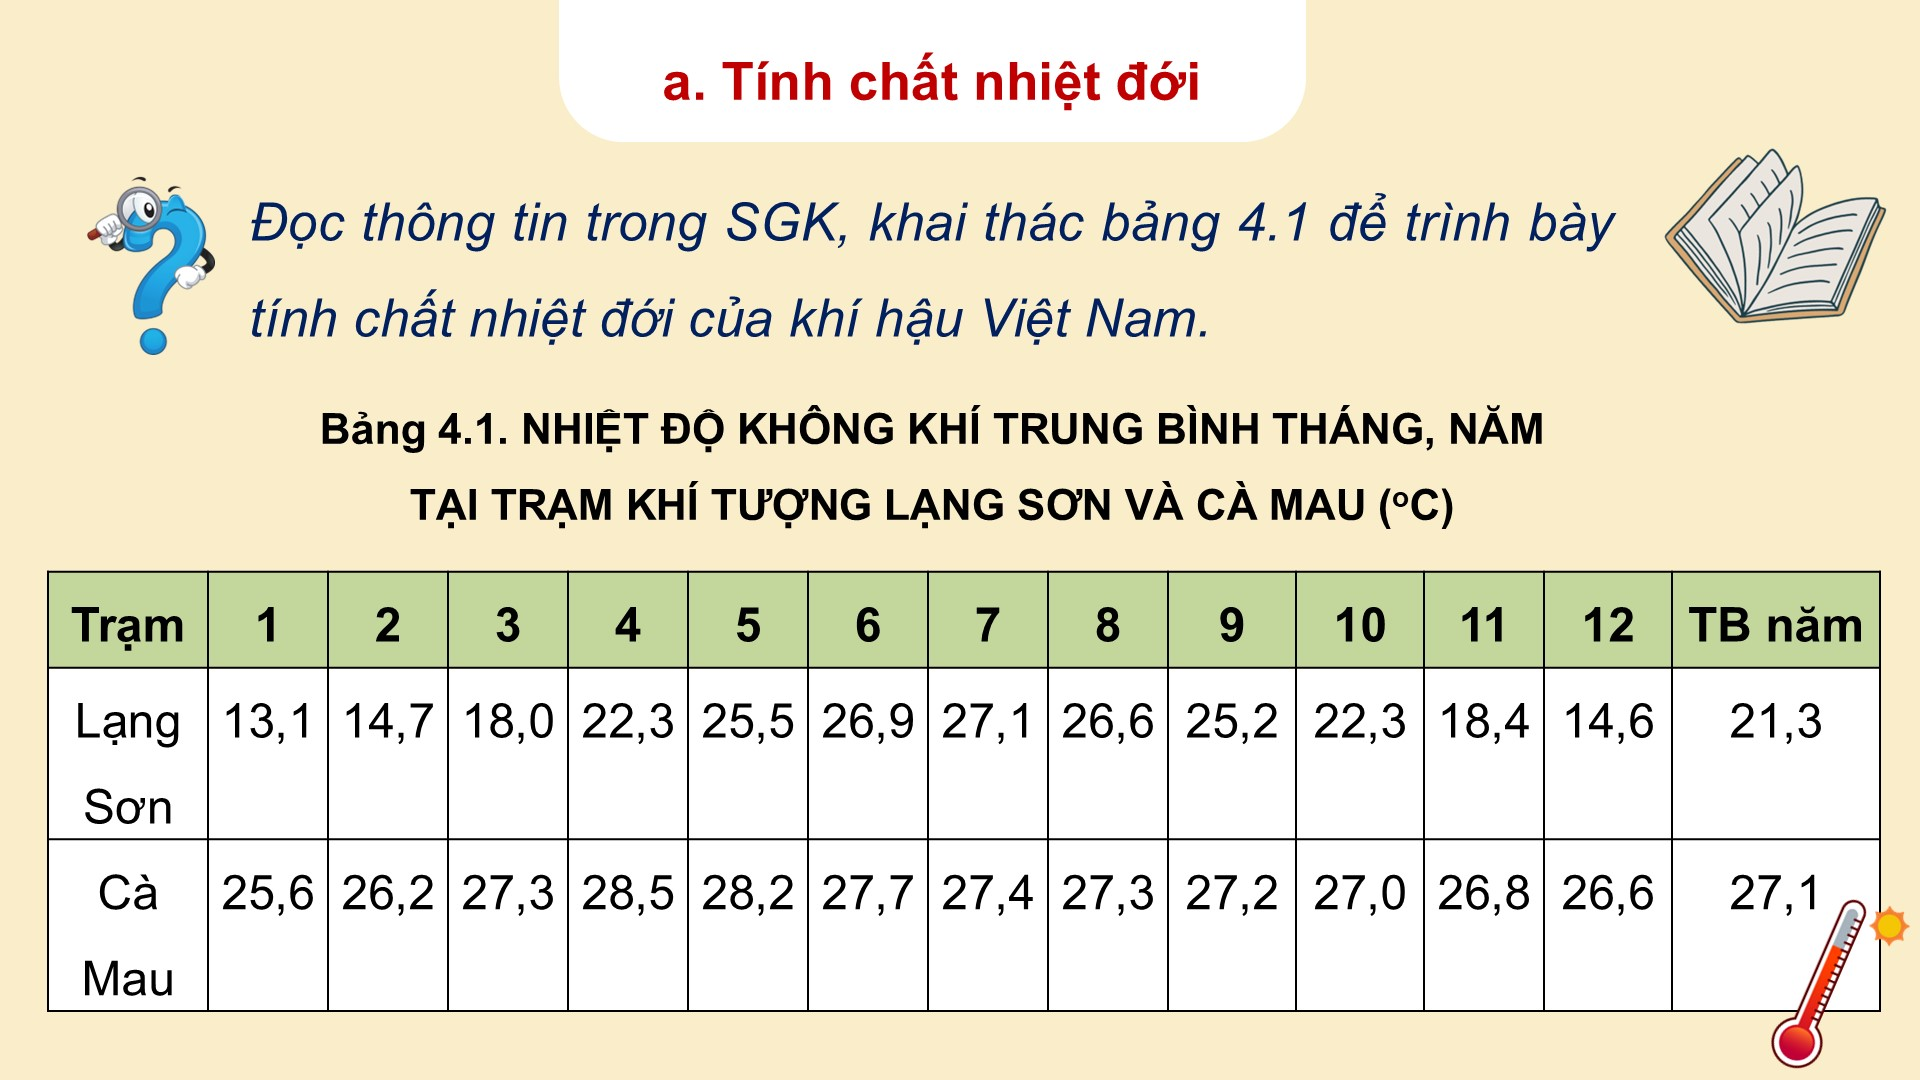 a. Tính chất nhiệt đới
Đọc thông tin trong SGK, khai thác bảng 4.1 để trình bày
tính chất nhiệt đới của khí hậu Việt Nam.
Bảng 4.1. NHIỆT ĐỘ KHÔNG KHÍ TRUNG BÌNH THÁNG, NĂM
TẠI TRẠM KHÍ TƯỢNG LẠNG SƠN VÀ CÀ MAU (ºC)
Trạm 1 2 3 4 5 6 7 8 9 10 11 12 TB năm
Lạng 13,1 14,7 18,0 22,3 25,5 26,9 27,1 26,6 25,2 22,3 18,4 14,6 21,3
Sơn
Cà 25,6 26,2 27,3 28,5 28,2 27,7 27,4 27,3 27,2 27,0 26,8 26,6 27,1
Mau